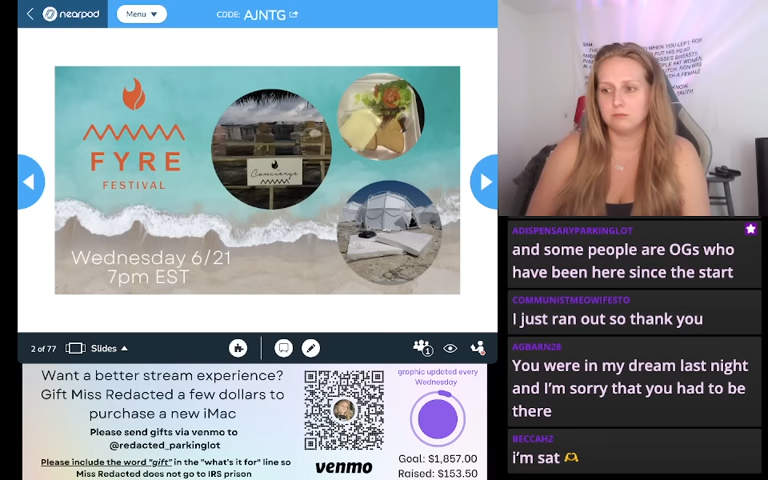 nearpod
Menu
CODE: AJNTG
FYRE
FESTIVAL
Concierge
Wednesday 6/21
7pm EST
2 of 77
Slides
1
Want a better stream experience?
Gift Miss Redacted a few dollars to
purchase a new iMac
Please send gifts via venmo to
@redacted_parkinglot
Please include the word "gift" in the "what's it for" line so
Miss Redacted does not go to IRS prison
venmo
graphic updated every
Wednesday
Goal: $1,857.00
Raised: $153.50
ADISPENSARYPARKINGLOT
and some people are OGs who
have been here since the start
COMMUNISTMEOWIFESTO
I just ran out so thank you
AGBARN28
You were in my dream last night
and I'm sorry that you had to be
there
BECCAHZ
i'm sat 🫶